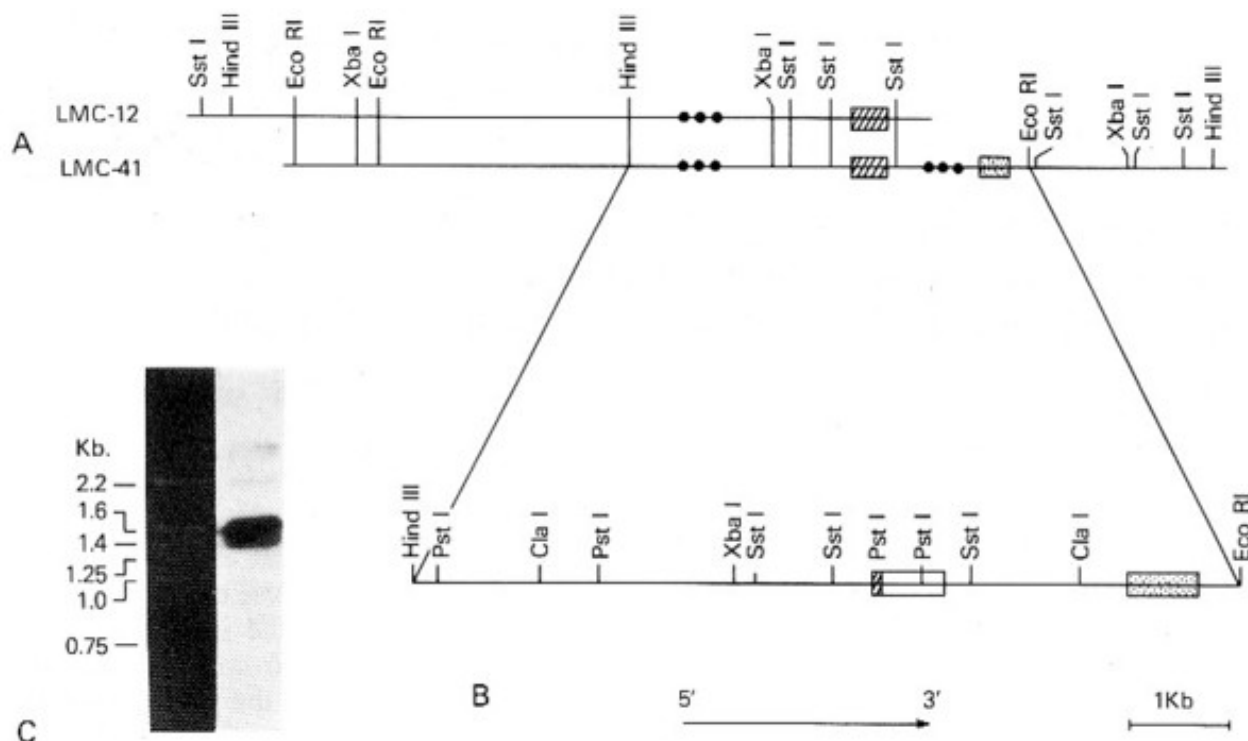 Sst I
Hind III
Eco RI
Xba I
Eco RI
Hind III
Xba I
Sst I
Sst I
Sst I
Eco RI
Sst I
Xba I
Sst I
Sst I
Hind III
LMC-12
A
LMC-41
Kb.
2.2
1.6
1.4
1.25
1.0
0.75
C
Hind III
Pst I
Cla I
Pst I
Xba I
Sst I
Sst I
Pst I
Pst I
Sst I
Cla I
Eco RI
B
5′
3′
1Kb